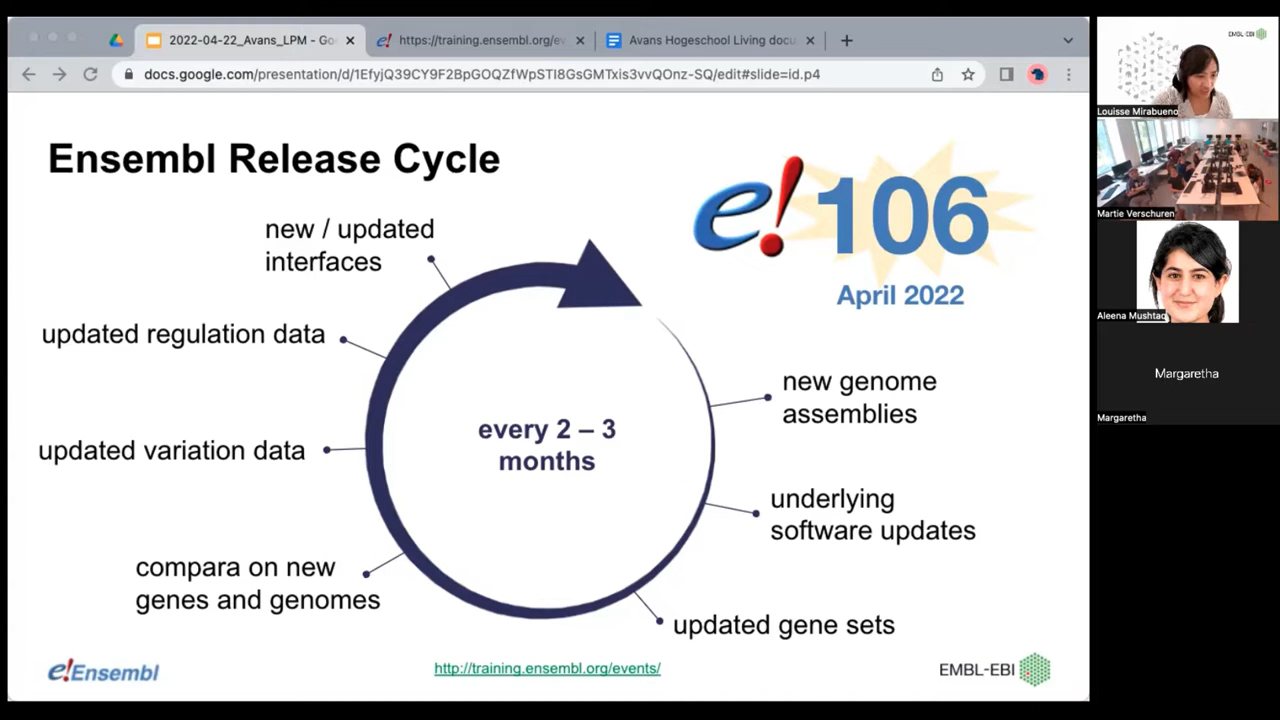 2022-04-22_Avans_LPM - Go
https://training.ensembl.org/ev
Avans Hogeschool Living docu
docs.google.com/presentation/d/1EfyjQ39CY9F2BpGOQZfWpSTI8GsGMTxis3vvQOnz-SQ/edit#slide=id.p4
Ensembl Release Cycle
e!106
April 2022
new / updated
interfaces
updated regulation data
updated variation data
compara on new
genes and genomes
every 2 – 3
months
new genome
assemblies
underlying
software updates
updated gene sets
e!Ensembl
http://training.ensembl.org/events/
EMBL-EBI
EMBL-EBI
Louisse Mirabueno
Martie Verschuren
Aleena Mushtaq
Margaretha
Margaretha